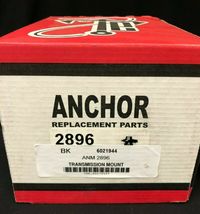 ANCHOR
REPLACEMENT PARTS
2896
BK 6021944
ANM 2896
TRANSMISSION MOUNT